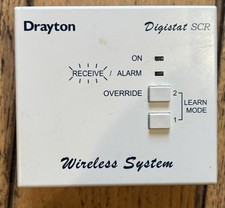 Drayton Digistat SCR
ON
RECEIVE / ALARM
OVERRIDE 2
LEARN
MODE
1
Wireless System